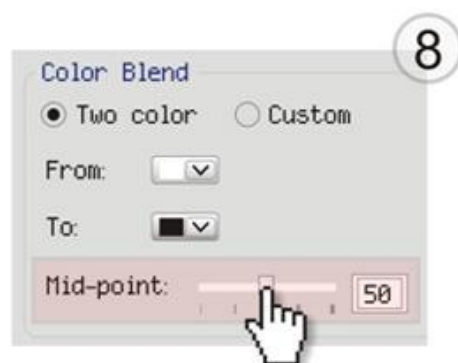 8
Color Blend
Two color Custom
From:
To:
Mid-point: 50